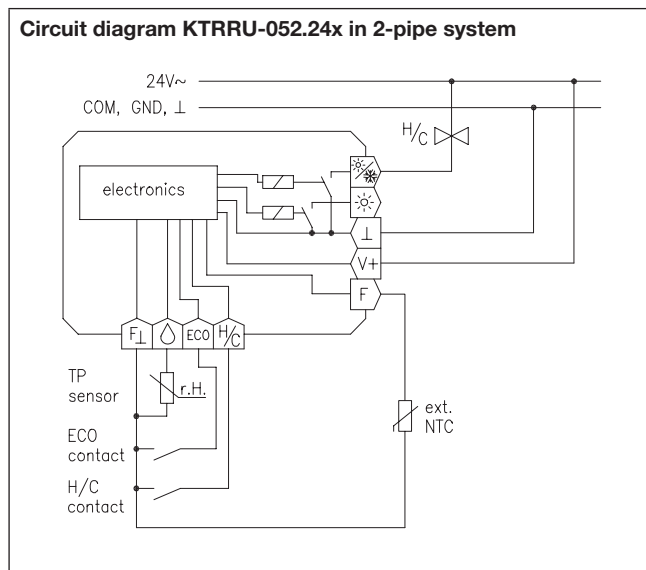 Circuit diagram KTRRU-052.24x in 2-pipe system
24V~
COM, GND, ⊥
H/C
electronics
⊥
V+
F
F⊥
ECO
H/C
TP
sensor
r.H.
ECO
contact
H/C
contact
ext.
NTC